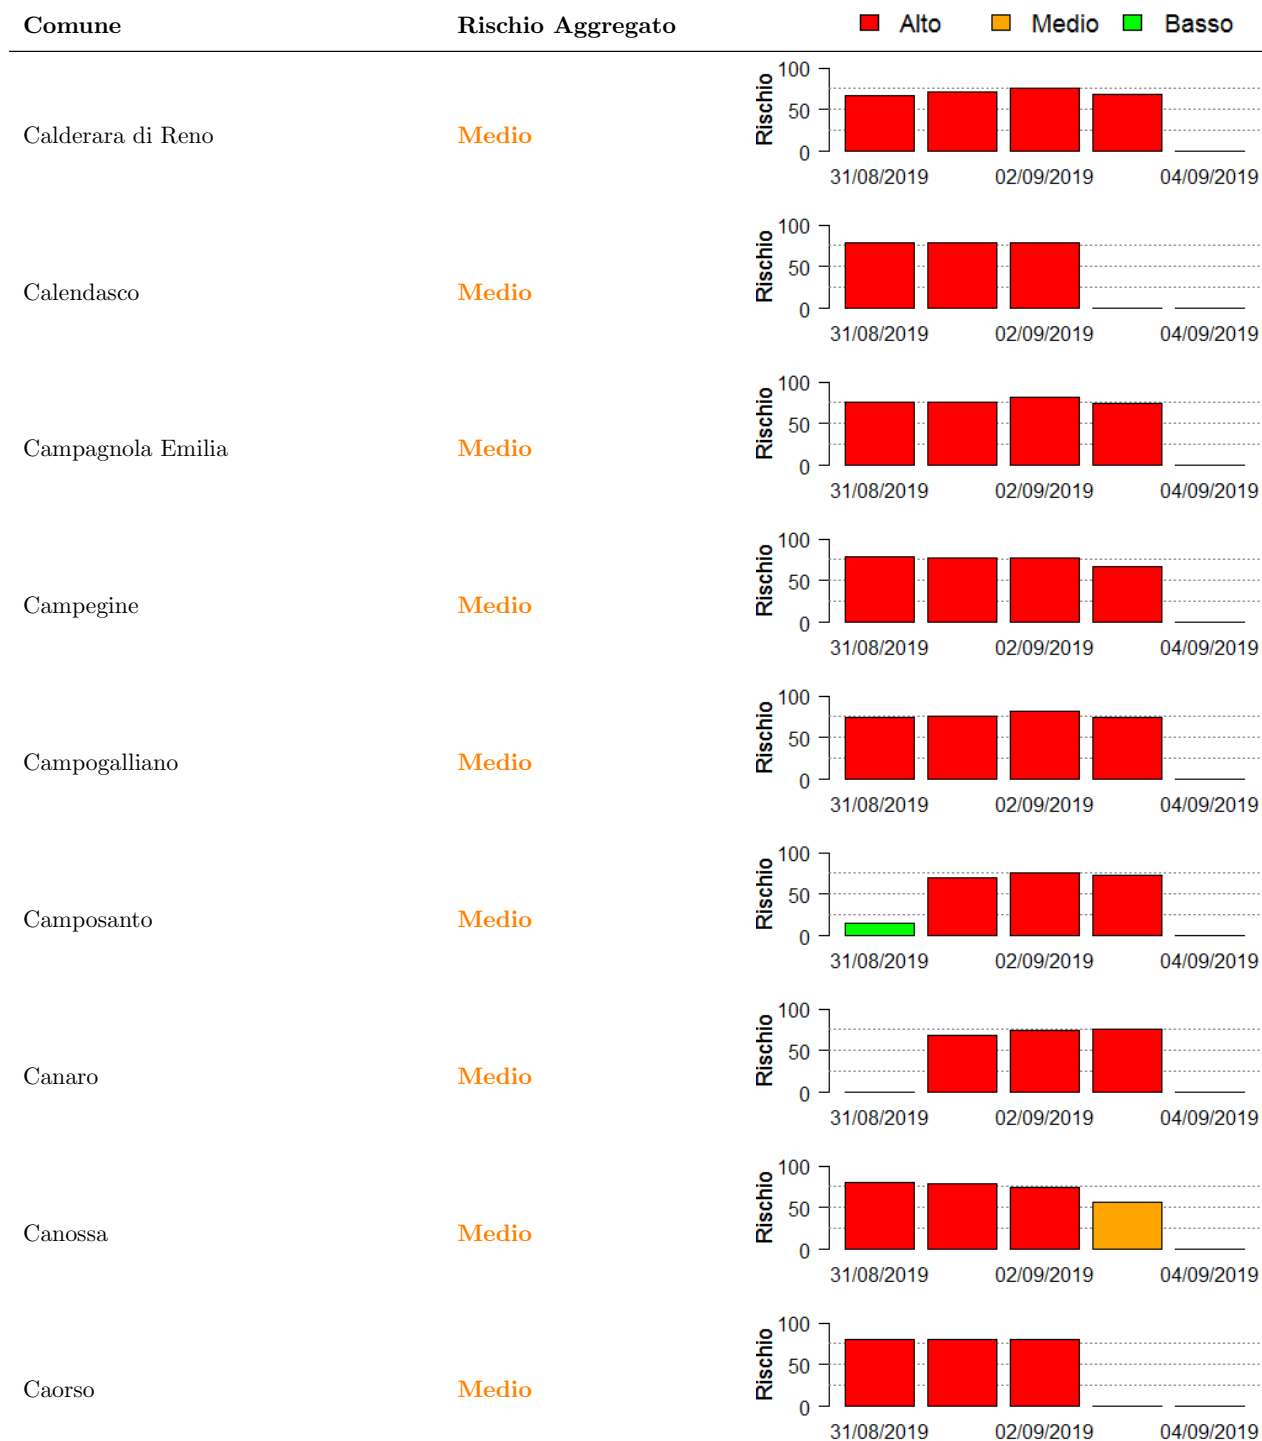 Comune Rischio Aggregato Alto Medio Basso
Calderara di Reno Medio Rischio 100 50 0
31/08/2019 02/09/2019 04/09/2019
Calendasco Medio Rischio 100 50 0
31/08/2019 02/09/2019 04/09/2019
Campagnola Emilia Medio Rischio 100 50 0
31/08/2019 02/09/2019 04/09/2019
Campegine Medio Rischio 100 50 0
31/08/2019 02/09/2019 04/09/2019
Campogalliano Medio Rischio 100 50 0
31/08/2019 02/09/2019 04/09/2019
Camposanto Medio Rischio 100 50 0
31/08/2019 02/09/2019 04/09/2019
Canaro Medio Rischio 100 50 0
31/08/2019 02/09/2019 04/09/2019
Canossa Medio Rischio 100 50 0
31/08/2019 02/09/2019 04/09/2019
Caorso Medio Rischio 100 50 0
31/08/2019 02/09/2019 04/09/2019